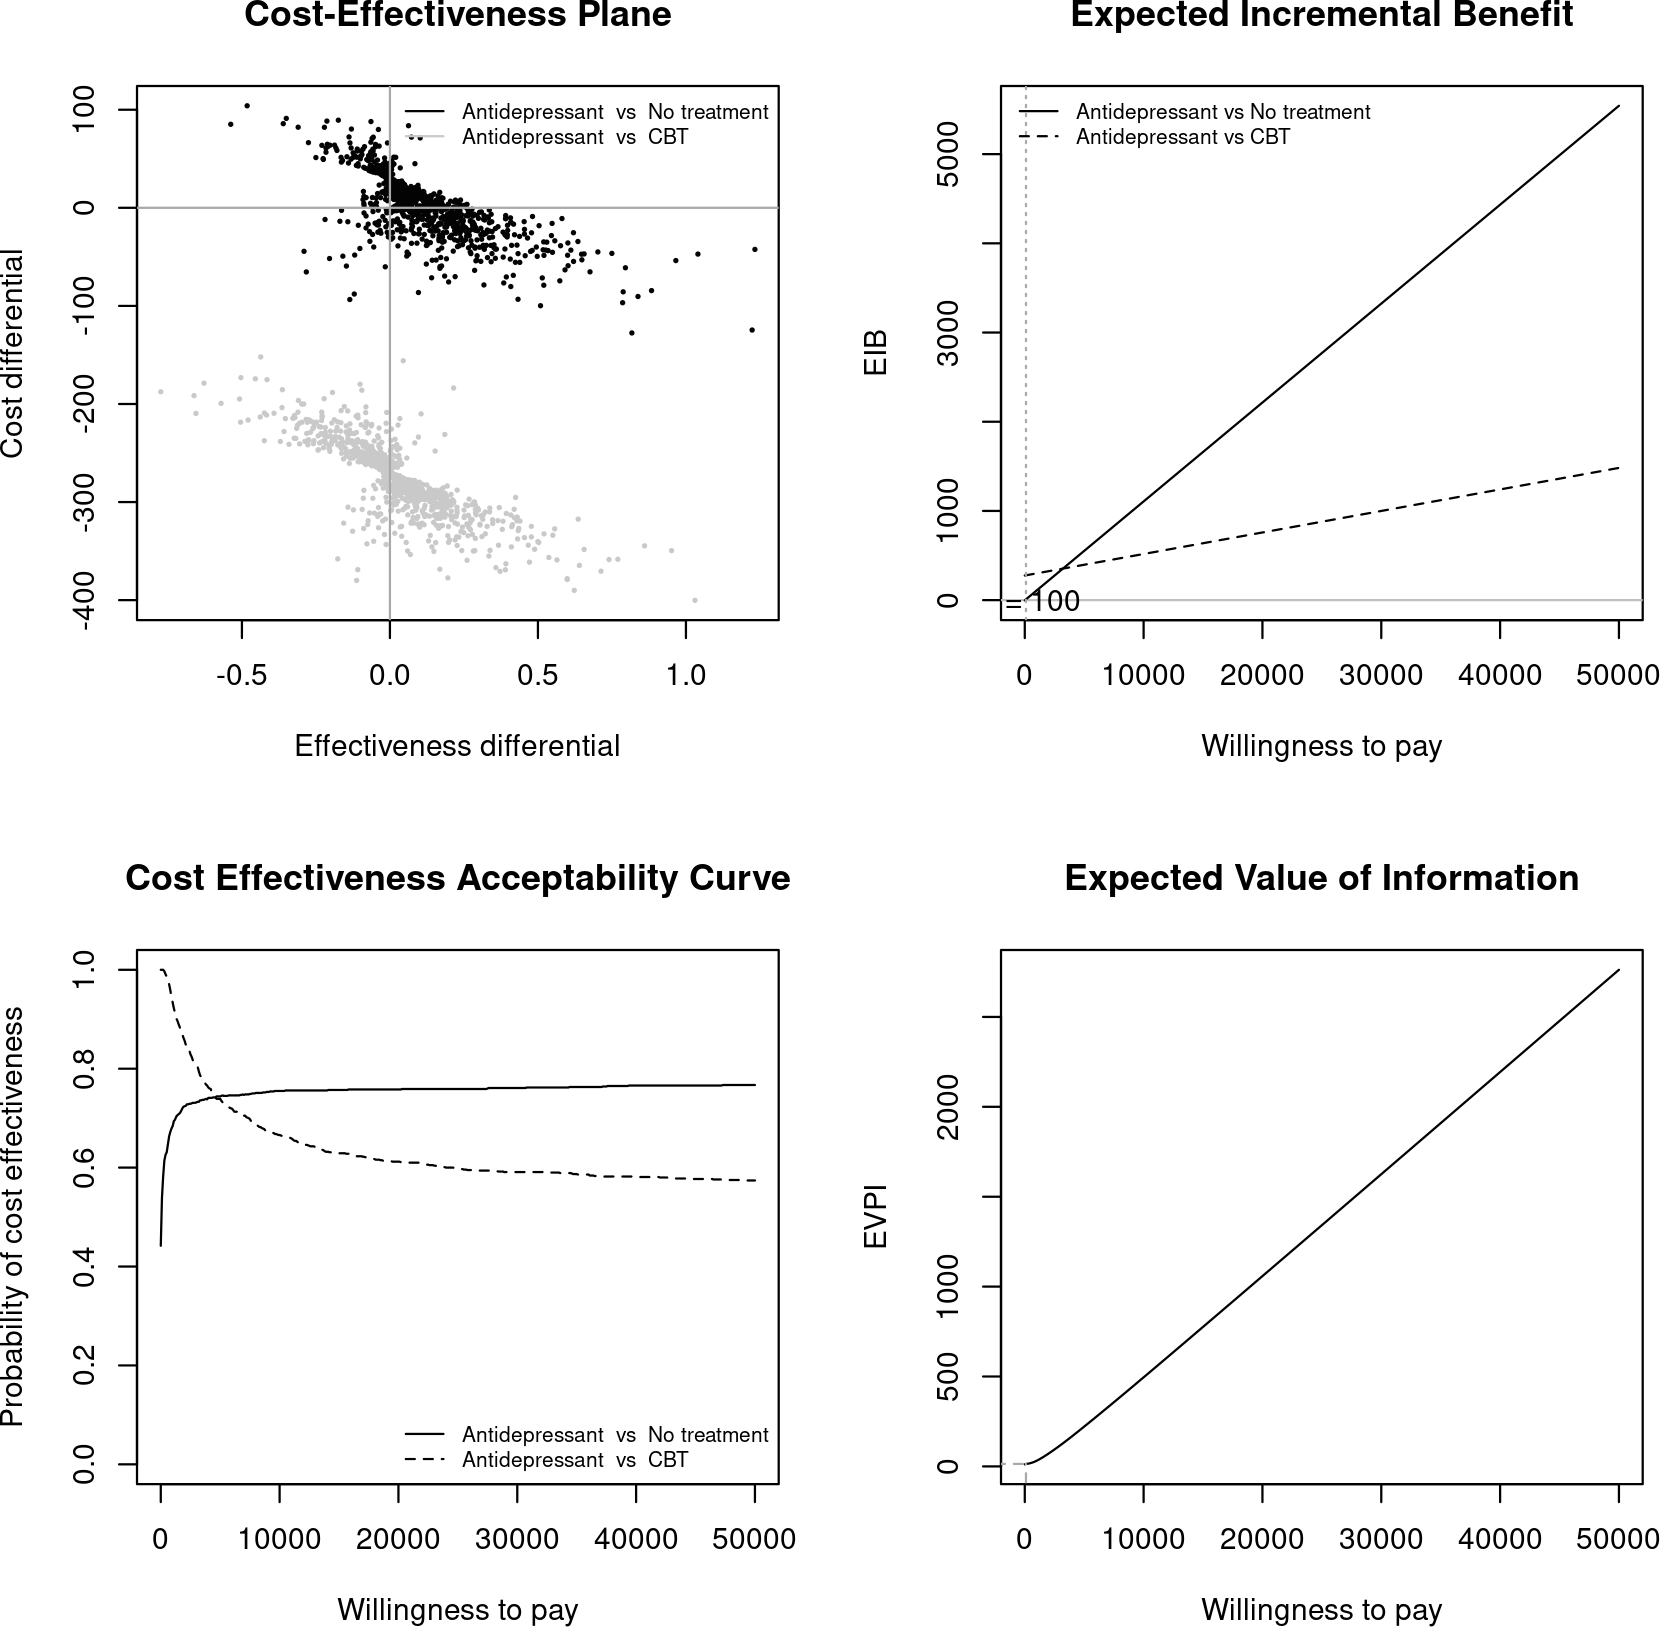 Cost-Effectiveness Plane
Antidepressant vs No treatment
Antidepressant vs CBT
Cost differential
100
0
-100
-200
-300
-400
-0.5 0.0 0.5 1.0
Effectiveness differential
Expected Incremental Benefit
Antidepressant vs No treatment
Antidepressant vs CBT
EIB
5000
3000
1000
0
= 100
0 10000 20000 30000 40000 50000
Willingness to pay
Cost Effectiveness Acceptability Curve
Probability of cost effectiveness
1.0
0.8
0.6
0.4
0.2
0.0
Antidepressant vs No treatment
Antidepressant vs CBT
0 10000 20000 30000 40000 50000
Willingness to pay
Expected Value of Information
EVPI
2000
1000
500
0
0 10000 20000 30000 40000 50000
Willingness to pay